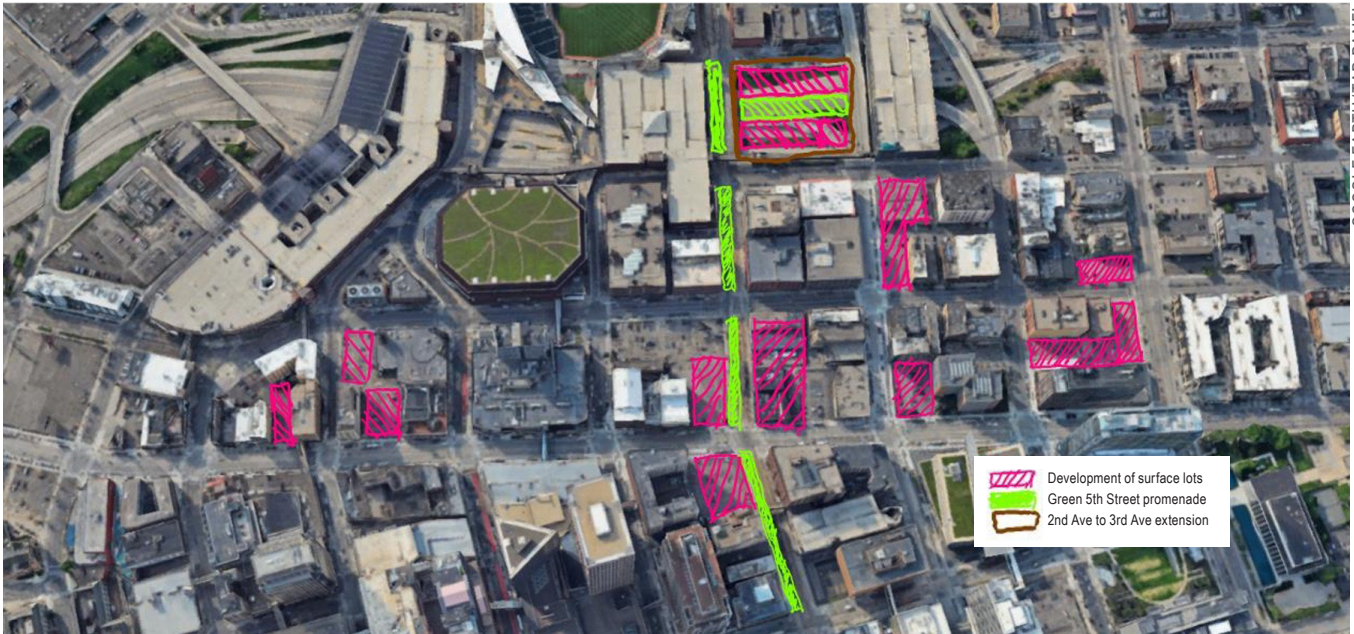 Development of surface lots
Green 5th Street promenade
2nd Ave to 3rd Ave extension